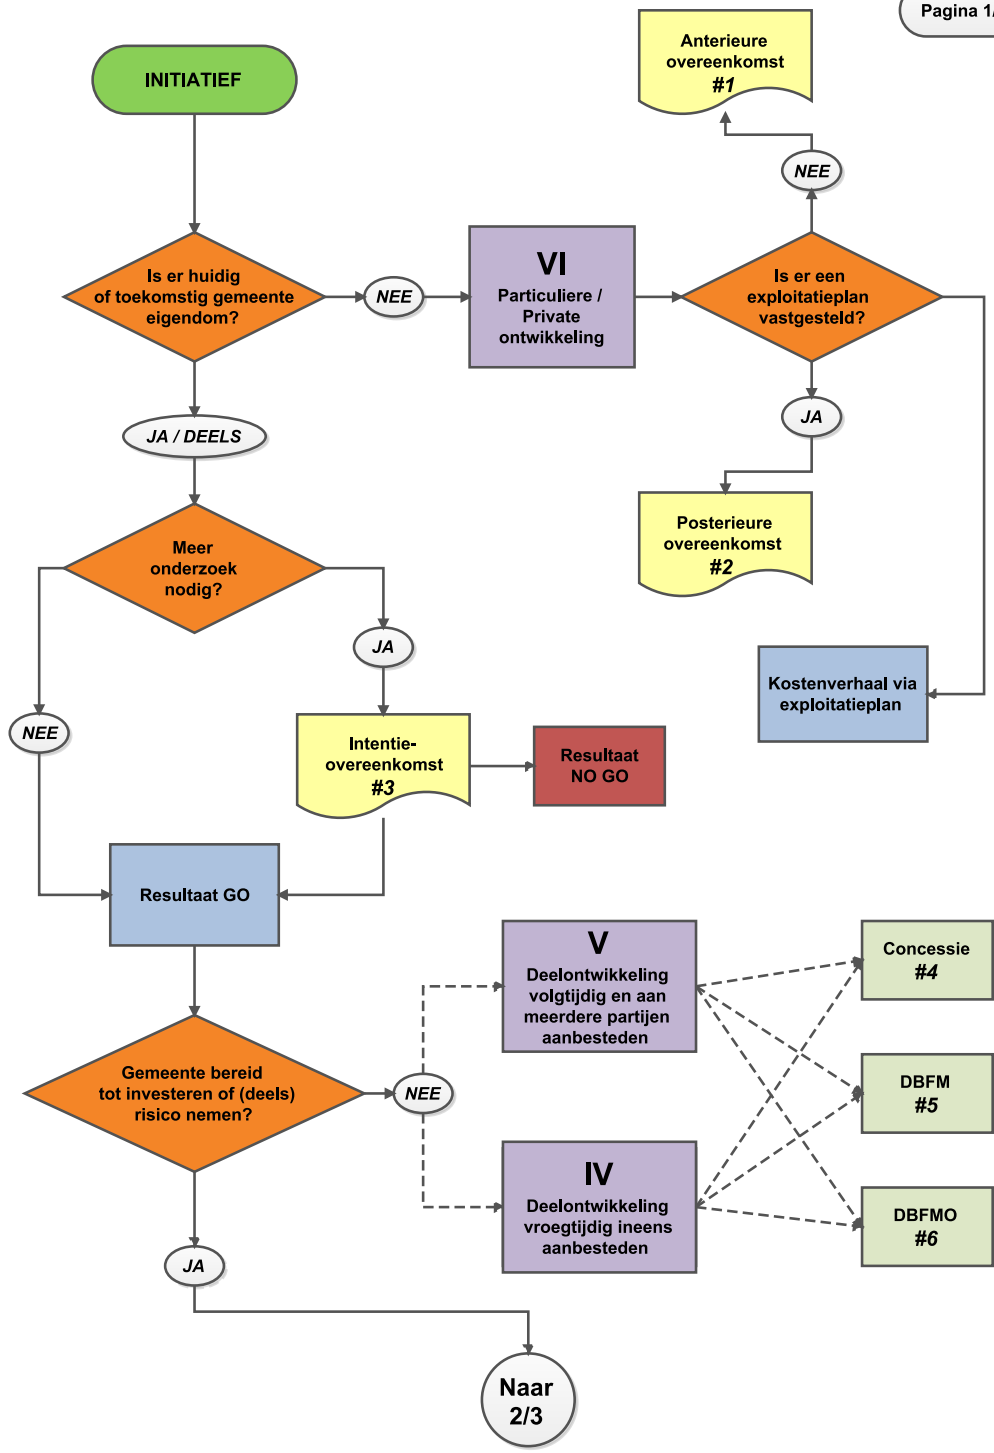 Pagina 1/
INITIATIEF
Anterieure
overeenkomst
#1
NEE
Is er huidig
of toekomstig gemeente
eigendom?
NEE
VI
Particuliere /
Private
ontwikkeling
Is er een
exploitatieplan
vastgesteld?
JA / DEELS
JA
Posterieure
overeenkomst
#2
Meer
onderzoek
nodig?
JA
NEE
Kostenverhaal via
exploitatieplan
Intentie-
overeenkomst
#3
Resultaat
NO GO
Resultaat GO
V
Deelontwikkeling
volgtijdig en aan
meerdere partijen
aanbesteden
Concessie
#4
Gemeente bereid
tot investeren of (deels)
risico nemen?
NEE
DBFM
#5
IV
Deelontwikkeling
vroegtijdig ineens
aanbesteden
DBFMO
#6
JA
Naar
2/3